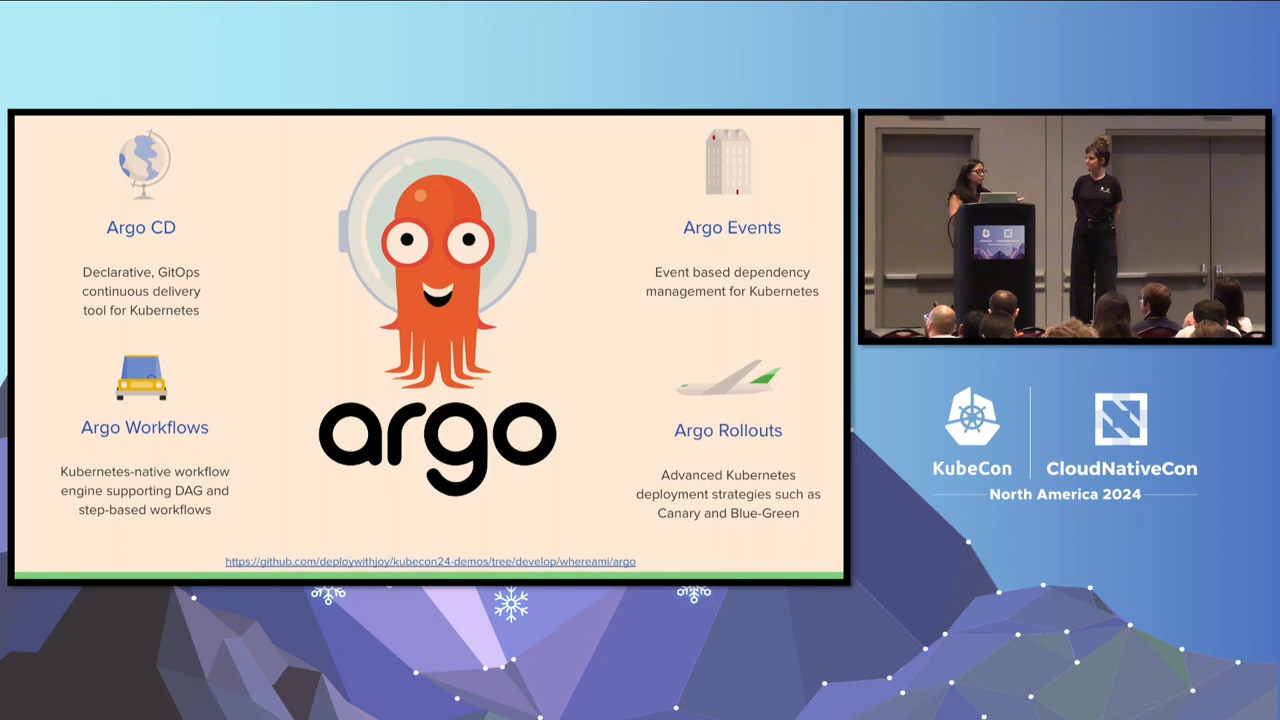 Argo CD
Declarative, GitOps
continuous delivery
tool for Kubernetes
Argo Workflows
Kubernetes-native workflow
engine supporting DAG and
step-based workflows
argo
Argo Events
Event based dependency
management for Kubernetes
Argo Rollouts
Advanced Kubernetes
deployment strategies such as
Canary and Blue-Green
https://github.com/deploywithjoy/kubecon24-demos/tree/develop/whereami/argo
KubeCon
CloudNativeCon
North America 2024